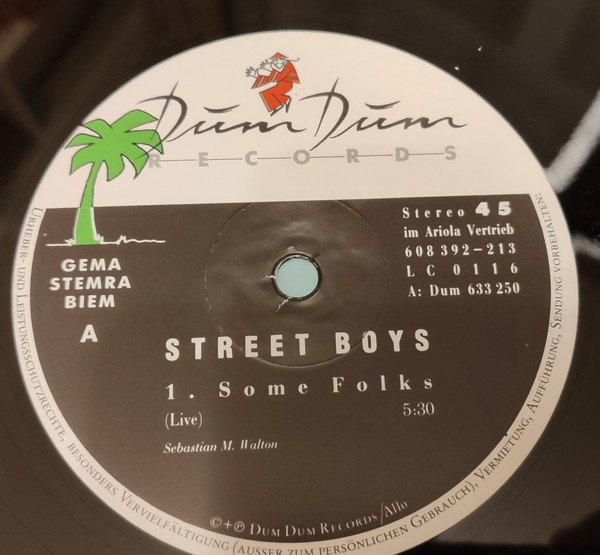 Dum Dum
RECORDS
Stereo 45
im Ariola Vertrieb
608 392-213
LC 0116
A: Dum 633 250
GEMA
STEMRA
BIEM
A
STREET BOYS
1. Some Folks
(Live) 5:30
Sebastian M. Walton
©+℗ DUM DUM RECORDS/Allo
URHEBER- UND LEISTUNGSSCHUTZRECHTE, BESONDERS VERVIELFÄLTIGUNG (AUSSER ZUM PERSÖNLICHEN GEBRAUCH), VERMIETUNG, AUFFÜHRUNG, SENDUNG VORBEHALTEN.